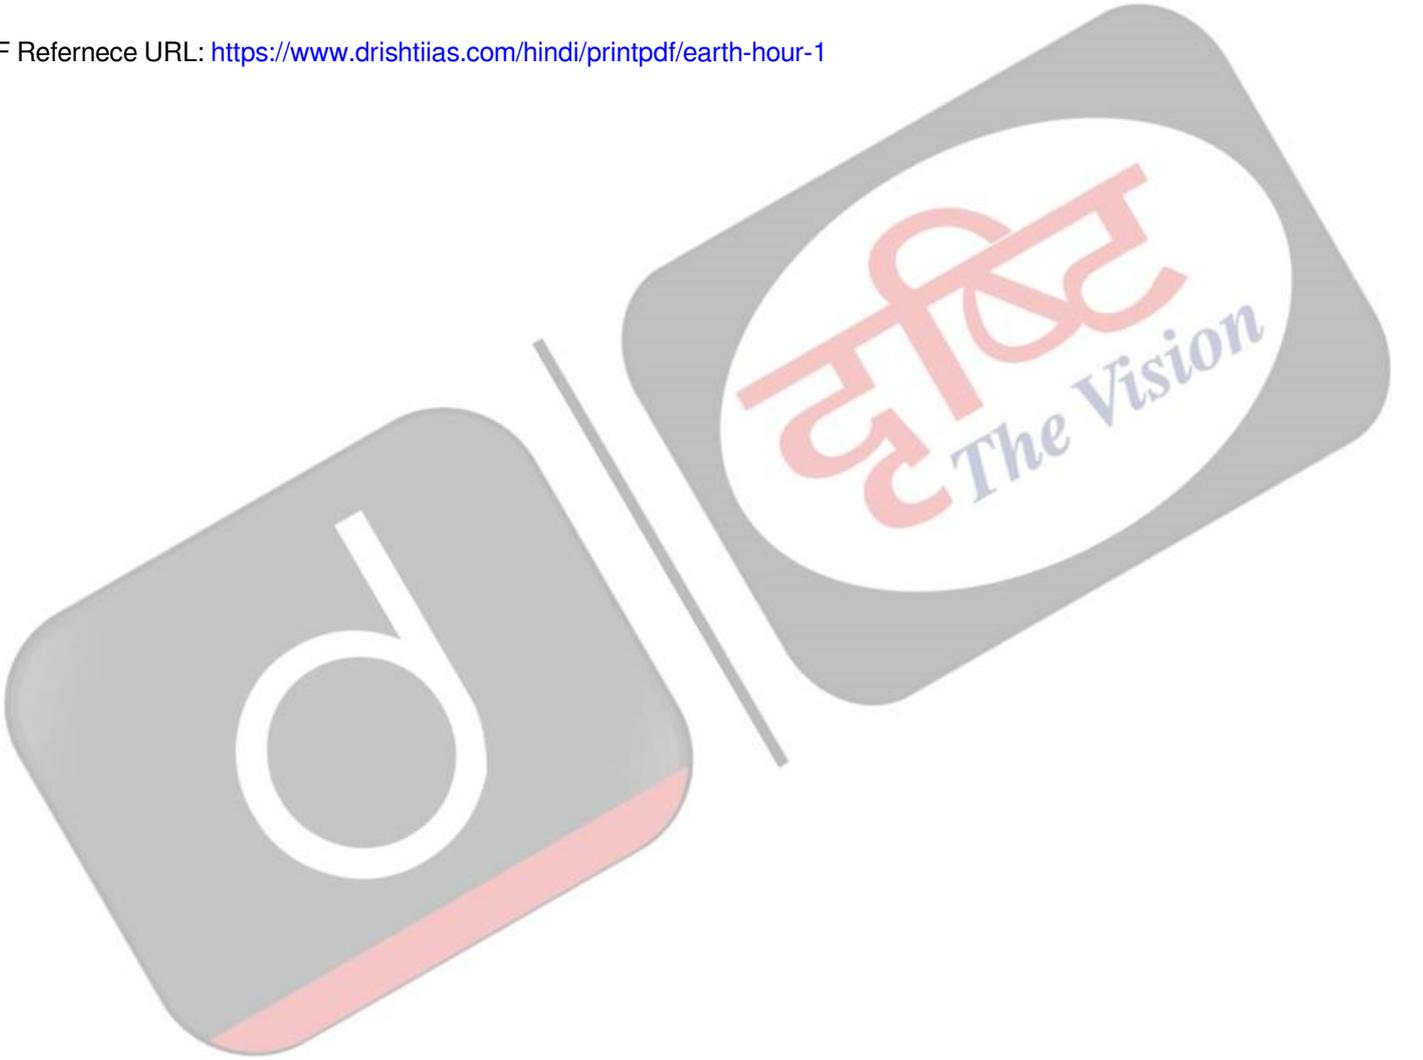 F Refernece URL: https://www.drishtiias.com/hindi/printpdf/earth-hour-1
दृष्टि
The Vision
d